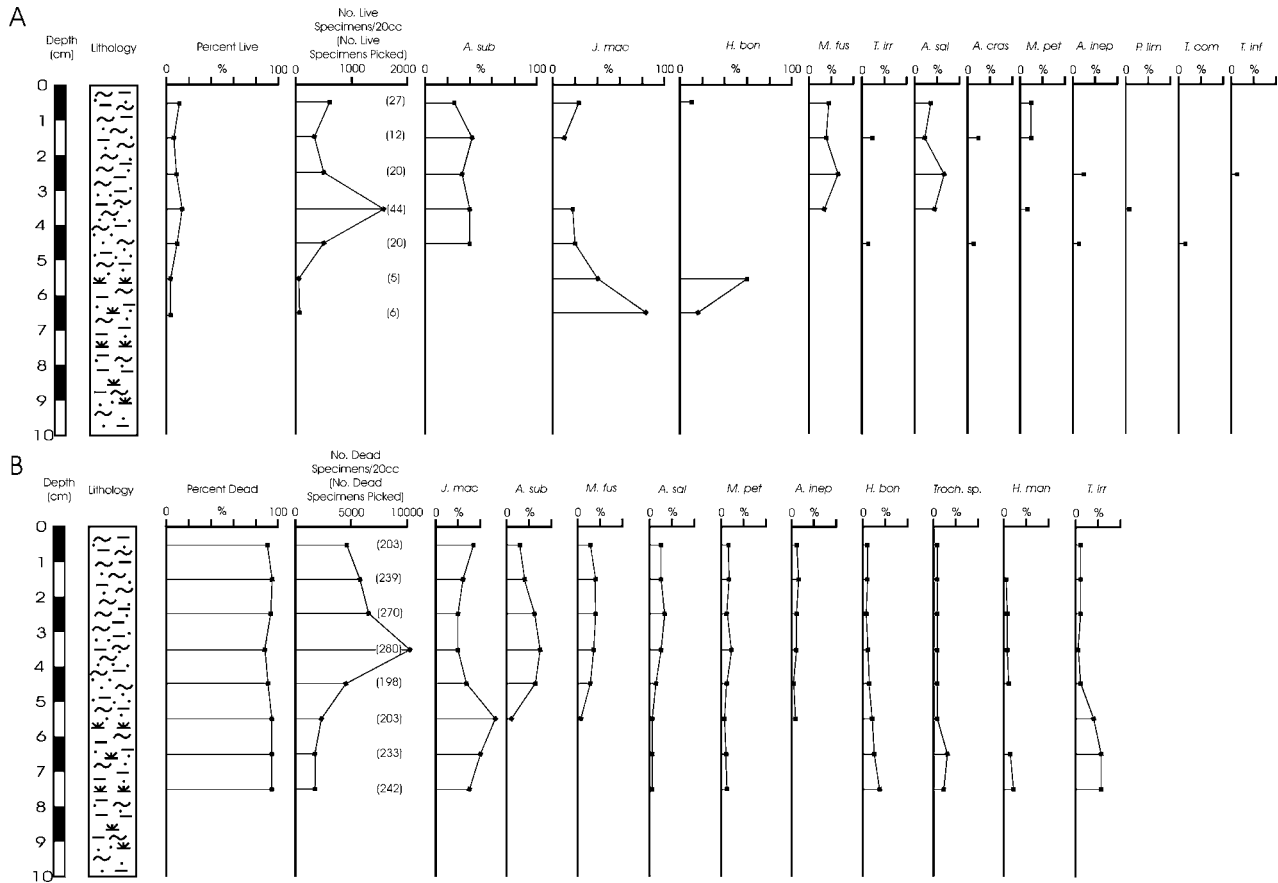 A
Depth (cm)
Lithology
Percent Live
0 % 100
No. Live
Specimens/20cc
(No. Live
Specimens Picked)
0 1000 2000
A. sub
0 % 100
J. mac
0 % 100
H. bon
0 % 100
M. fus
0 %
T. irr
0 %
A. sal
0 %
A. cras
0 %
M. pet
0 %
A. inep
0 %
P. lim
0 %
T. com
0 %
T. inf
0 %
0
1
2
3
4
5
6
7
8
9
10
(27)
(12)
(20)
(44)
(20)
(5)
(6)
B
Depth (cm)
Lithology
Percent Dead
0 % 100
No. Dead
Specimens/20cc
(No. Dead
Specimens Picked)
0 5000 10000
J. mac
0 %
A. sub
0 %
M. fus
0 %
A. sal
0 %
M. pet
0 %
A. inep
0 %
H. bon
0 %
Troch. sp.
0 %
H. man
0 %
T. irr
0 %
0
1
2
3
4
5
6
7
8
9
10
(203)
(239)
(270)
(280)
(198)
(203)
(233)
(242)